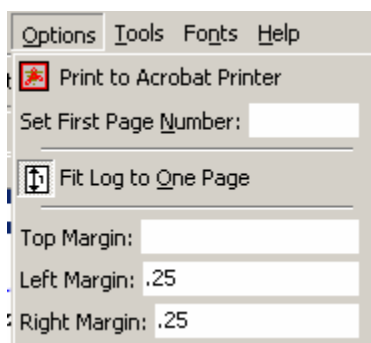 Options Tools Fonts Help
Print to Acrobat Printer
Set First Page Number:
Fit Log to One Page
Top Margin:
Left Margin: .25
Right Margin: .25